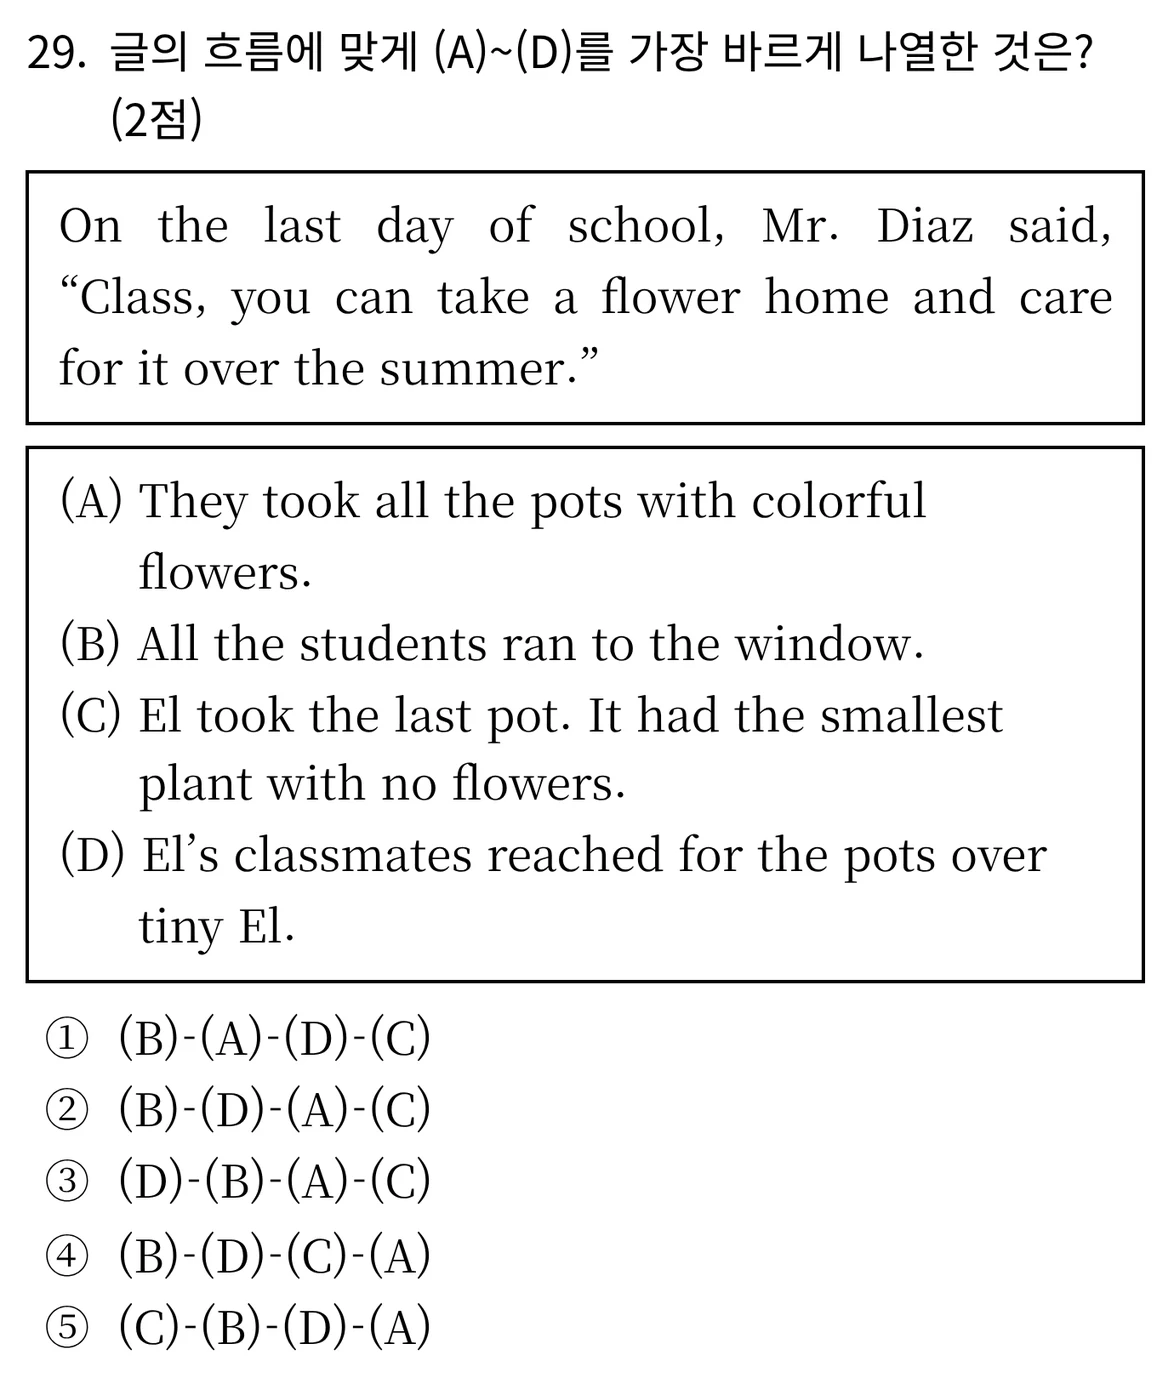 29. 글의 흐름에 맞게 (A)~(D)를 가장 바르게 나열한 것은?
(2점)
On the last day of school, Mr. Diaz said,
“Class, you can take a flower home and care
for it over the summer.”
(A) They took all the pots with colorful
flowers.
(B) All the students ran to the window.
(C) El took the last pot. It had the smallest
plant with no flowers.
(D) El’s classmates reached for the pots over
tiny El.
① (B)-(A)-(D)-(C)
② (B)-(D)-(A)-(C)
③ (D)-(B)-(A)-(C)
④ (B)-(D)-(C)-(A)
⑤ (C)-(B)-(D)-(A)